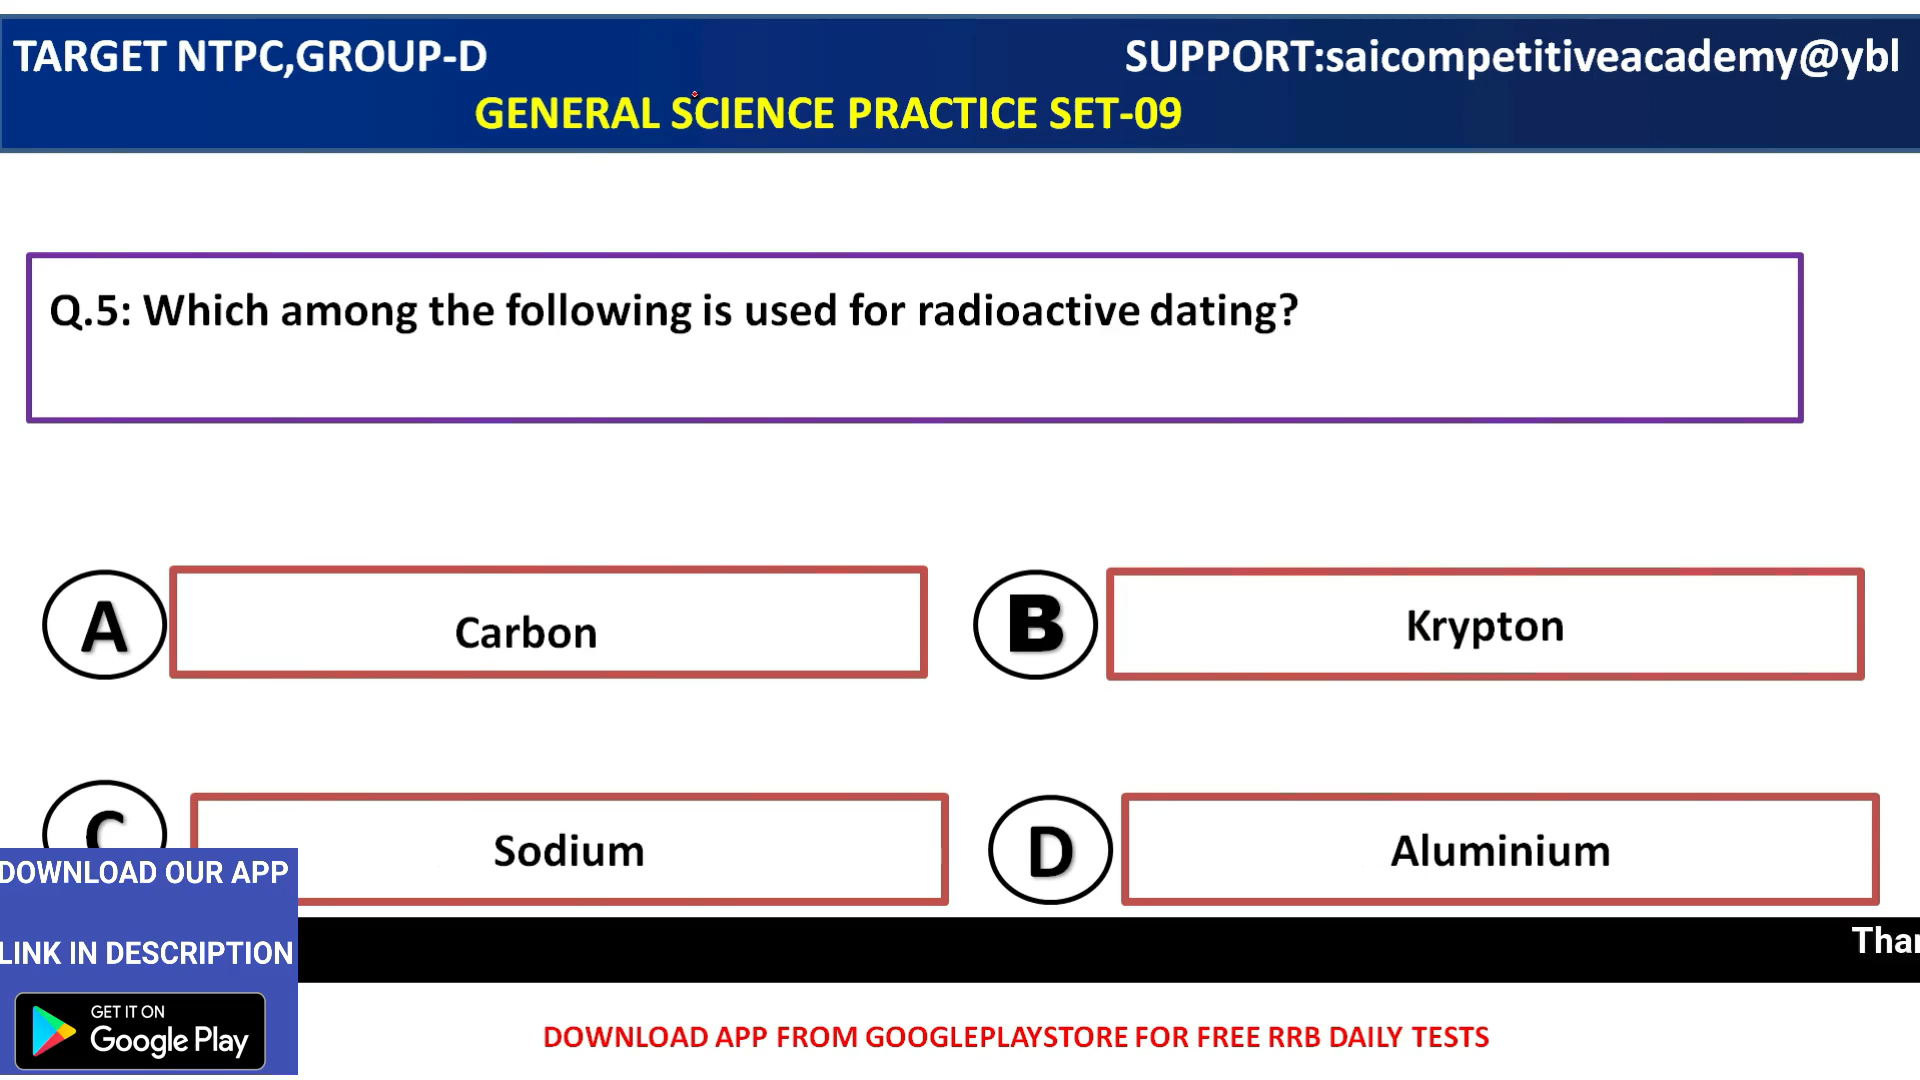 TARGET NTPC,GROUP-D
SUPPORT:saicompetitiveacademy@ybl
GENERAL SCIENCE PRACTICE SET-09
Q.5: Which among the following is used for radioactive dating?
A
Carbon
B
Krypton
C
Sodium
D
Aluminium
DOWNLOAD OUR APP
LINK IN DESCRIPTION
GET IT ON
Google Play
DOWNLOAD APP FROM GOOGLEPLAYSTORE FOR FREE RRB DAILY TESTS